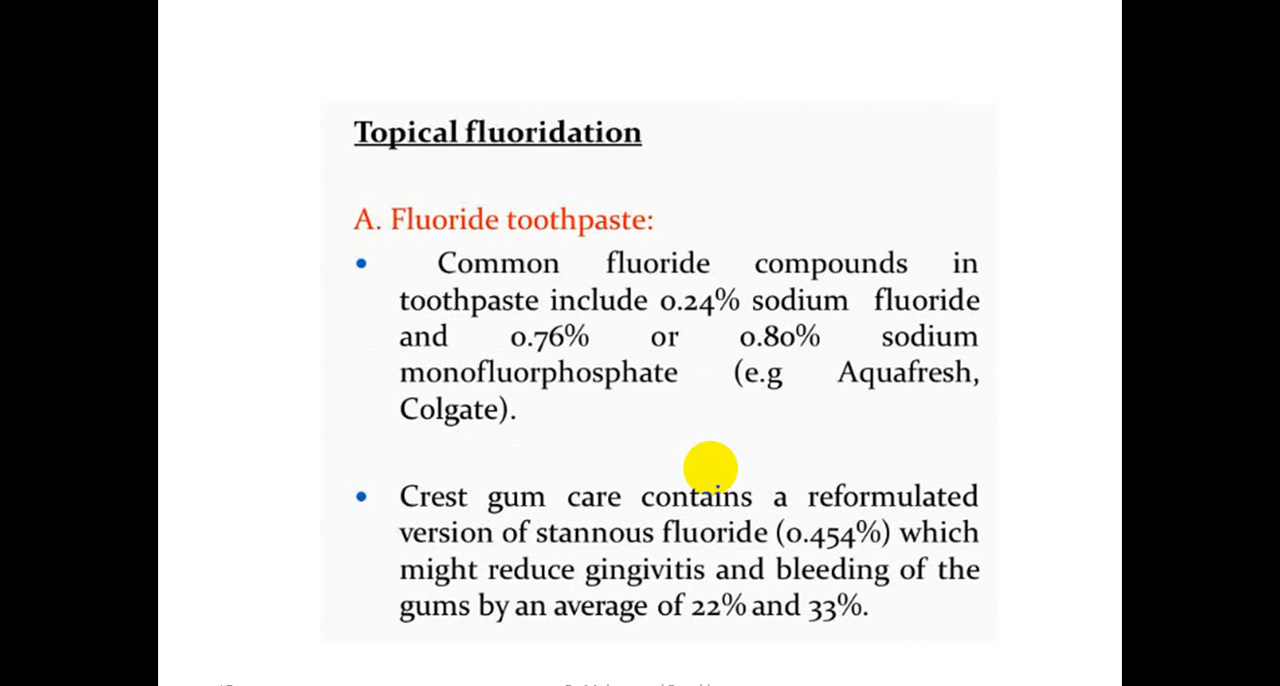 Topical fluoridation
A. Fluoride toothpaste:
• Common fluoride compounds in
toothpaste include 0.24% sodium fluoride
and 0.76% or 0.80% sodium
monofluorphosphate (e.g Aquafresh,
Colgate).
• Crest gum care contains a reformulated
version of stannous fluoride (0.454%) which
might reduce gingivitis and bleeding of the
gums by an average of 22% and 33%.